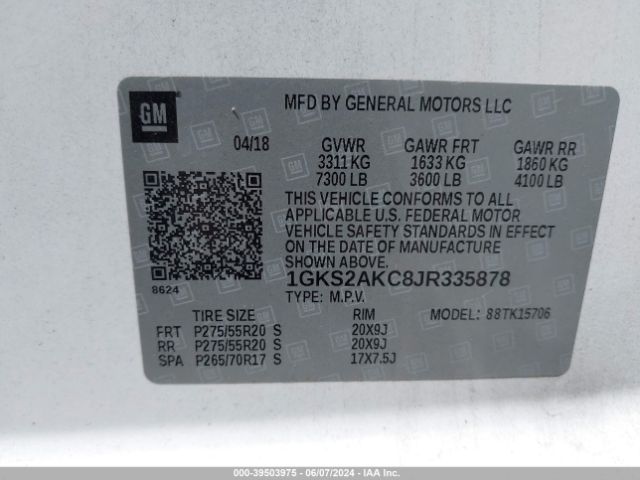 GM
MFD BY GENERAL MOTORS LLC
04/18 GVWR GAWR FRT GAWR RR
3311 KG 1633 KG 1860 KG
7300 LB 3600 LB 4100 LB
THIS VEHICLE CONFORMS TO ALL
APPLICABLE U.S. FEDERAL MOTOR
VEHICLE SAFETY STANDARDS IN EFFECT
ON THE DATE OF MANUFACTURE
SHOWN ABOVE.
8624
1GKS2AKC8JR335878
TYPE: M.P.V.
TIRE SIZE RIM MODEL: 88TK15706
FRT P275/55R20 S 20X9J
RR P275/55R20 S 20X9J
SPA P265/70R17 S 17X7.5J
000-39503975 - 06/07/2024 - IAA Inc.